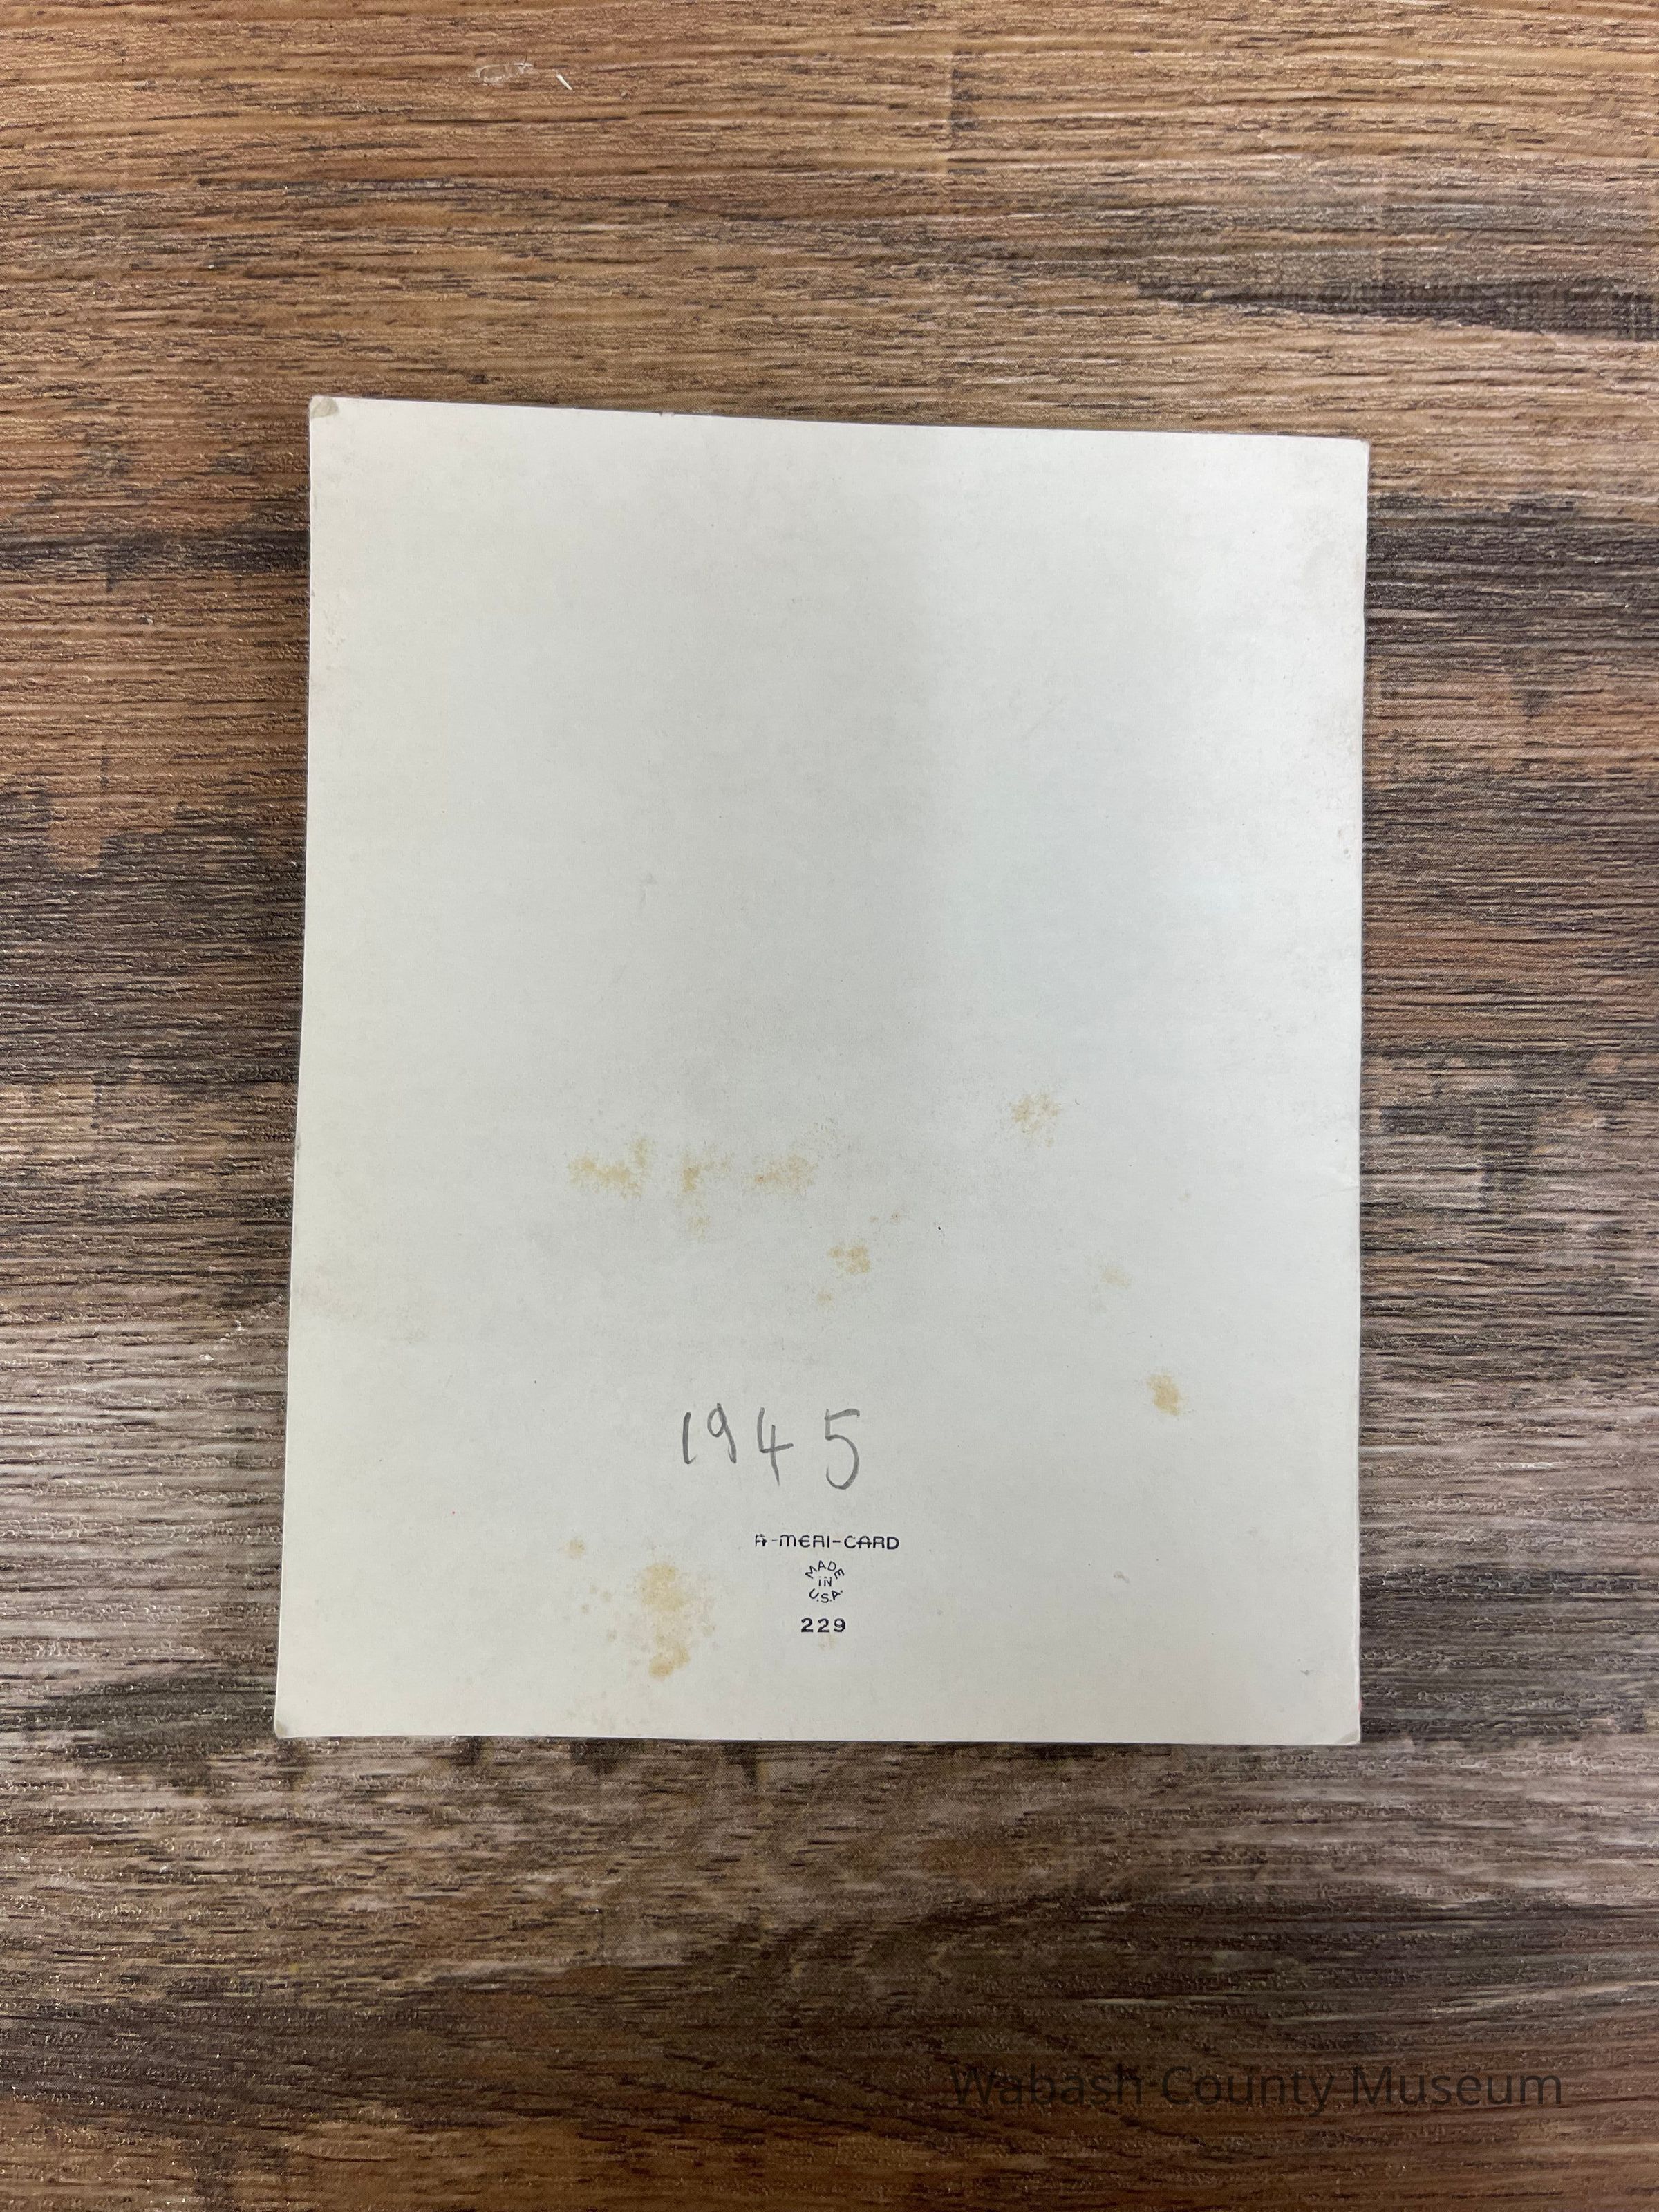 1945
A-MERI-CARD
MADE
IN
U.S.A.
229
Wabash County Museum